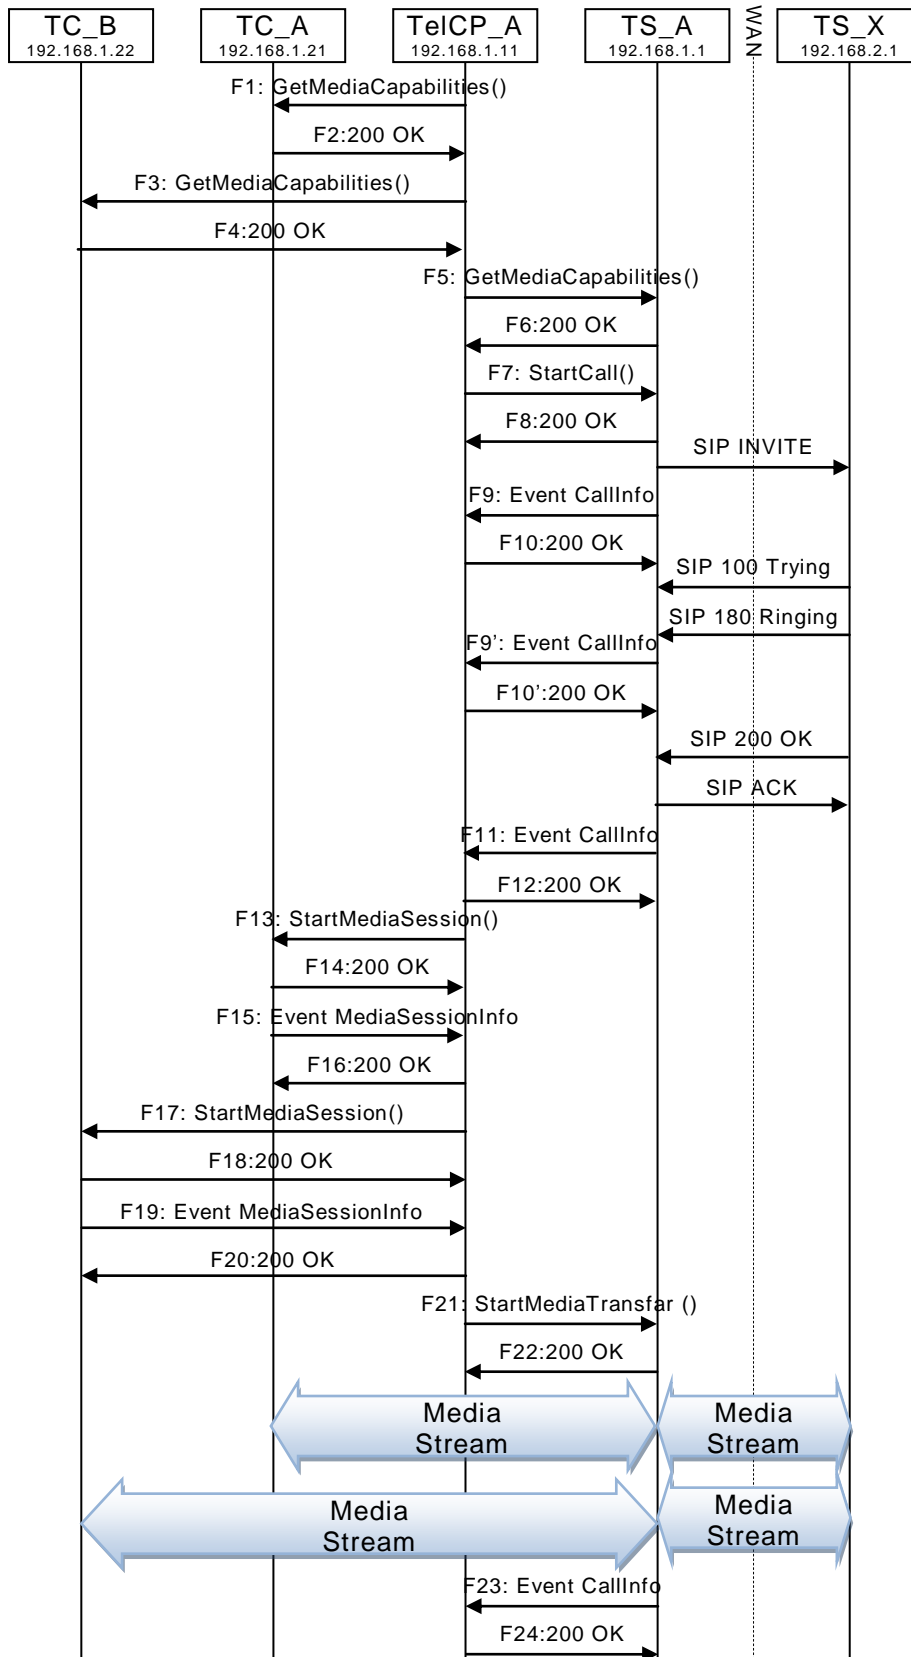 TC_B
192.168.1.22
TC_A
192.168.1.21
TelCP_A
192.168.1.11
TS_A
192.168.1.1
WAN
TS_X
192.168.2.1
F1: GetMediaCapabilities()
F2:200 OK
F3: GetMediaCapabilities()
F4:200 OK
F5: GetMediaCapabilities()
F6:200 OK
F7: StartCall()
F8:200 OK
SIP INVITE
F9: Event CallInfo
F10:200 OK
SIP 100 Trying
SIP 180 Ringing
F9': Event CallInfo
F10':200 OK
SIP 200 OK
SIP ACK
F11: Event CallInfo
F12:200 OK
F13: StartMediaSession()
F14:200 OK
F15: Event MediaSessionInfo
F16:200 OK
F17: StartMediaSession()
F18:200 OK
F19: Event MediaSessionInfo
F20:200 OK
F21: StartMediaTransfar ()
F22:200 OK
Media
Stream
Media
Stream
Media
Stream
Media
Stream
F23: Event CallInfo
F24:200 OK